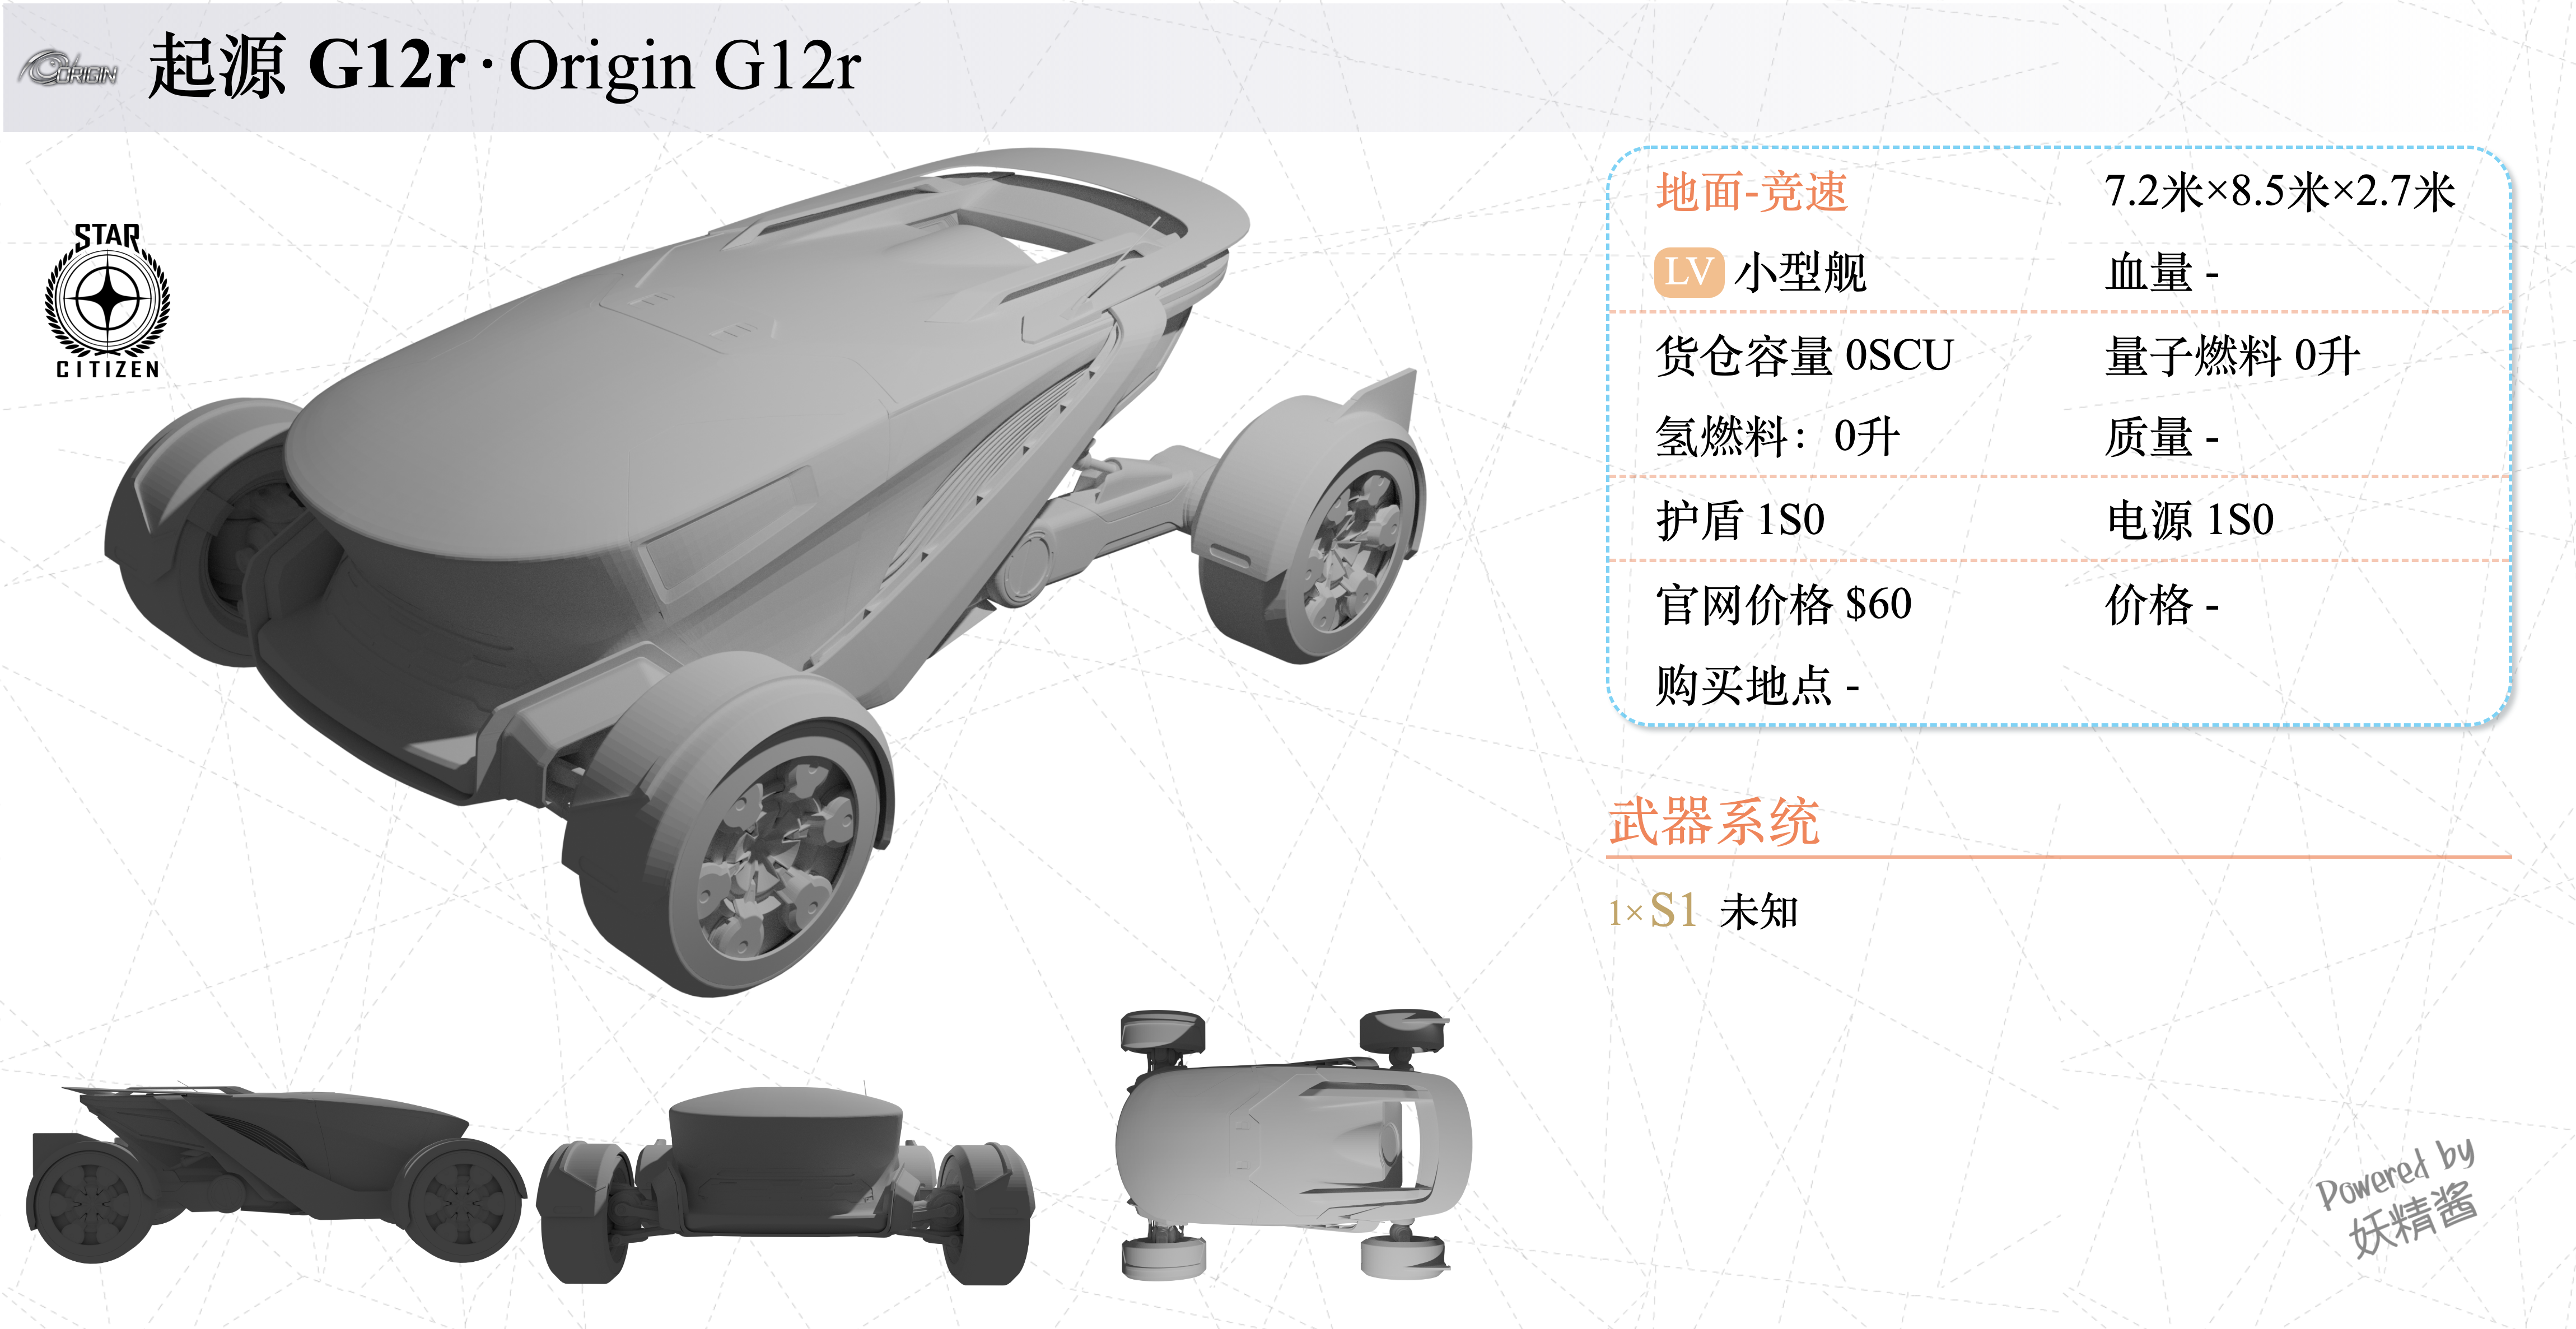 ORIGIN
起源 G12r · Origin G12r
STAR
CITIZEN
地面-竞速 7.2米×8.5米×2.7米
LV 小型舰 血量 -
货仓容量 0SCU 量子燃料 0升
氢燃料：0升 质量 -
护盾 1S0 电源 1S0
官网价格 $60 价格 -
购买地点 -
武器系统
1× S1 未知
Powered by
妖精酱